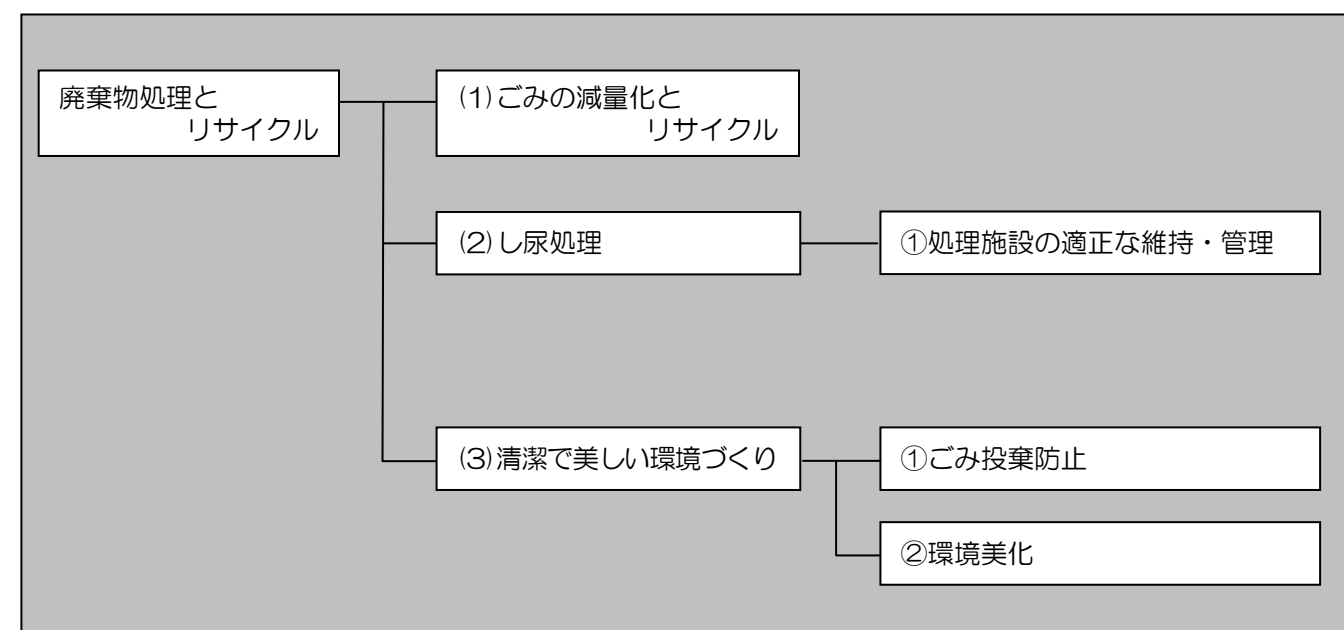 廃棄物処理と
リサイクル
(1)ごみの減量化と
リサイクル
(2)し尿処理
①処理施設の適正な維持・管理
(3)清潔で美しい環境づくり
①ごみ投棄防止
②環境美化